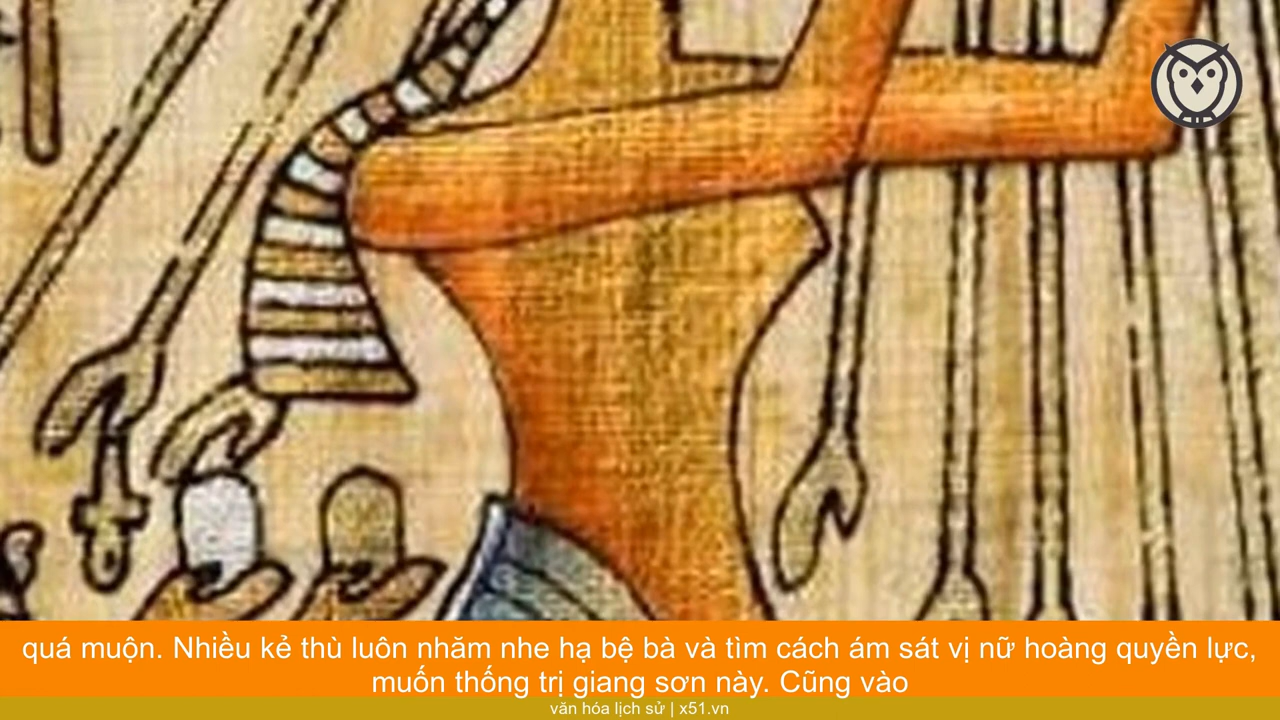 quá muộn. Nhiều kẻ thù luôn nhăm nhe hạ bệ bà và tìm cách ám sát vị nữ hoàng quyền lực,
muốn thống trị giang sơn này. Cũng vào
văn hóa lịch sử | x51.vn